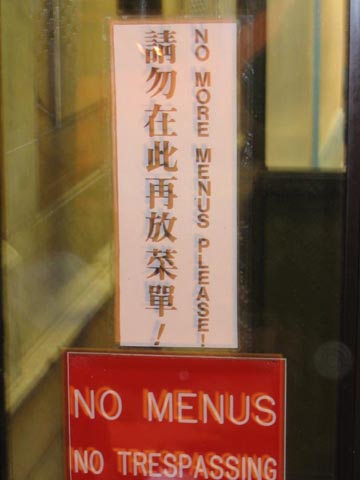 請勿在此再放菜單！
NO MORE MENUS PLEASE!
NO MENUS
NO TRESPASSING